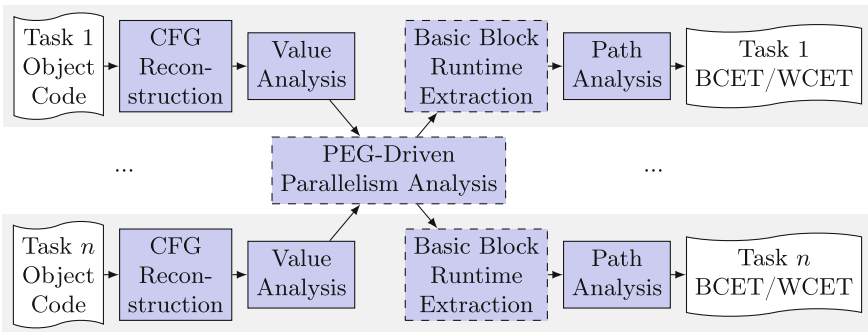 Task 1
Object
Code
CFG
Recon-
struction
Value
Analysis
Basic Block
Runtime
Extraction
Path
Analysis
Task 1
BCET/WCET
...
PEG-Driven
Parallelism Analysis
...
Task n
Object
Code
CFG
Recon-
struction
Value
Analysis
Basic Block
Runtime
Extraction
Path
Analysis
Task n
BCET/WCET